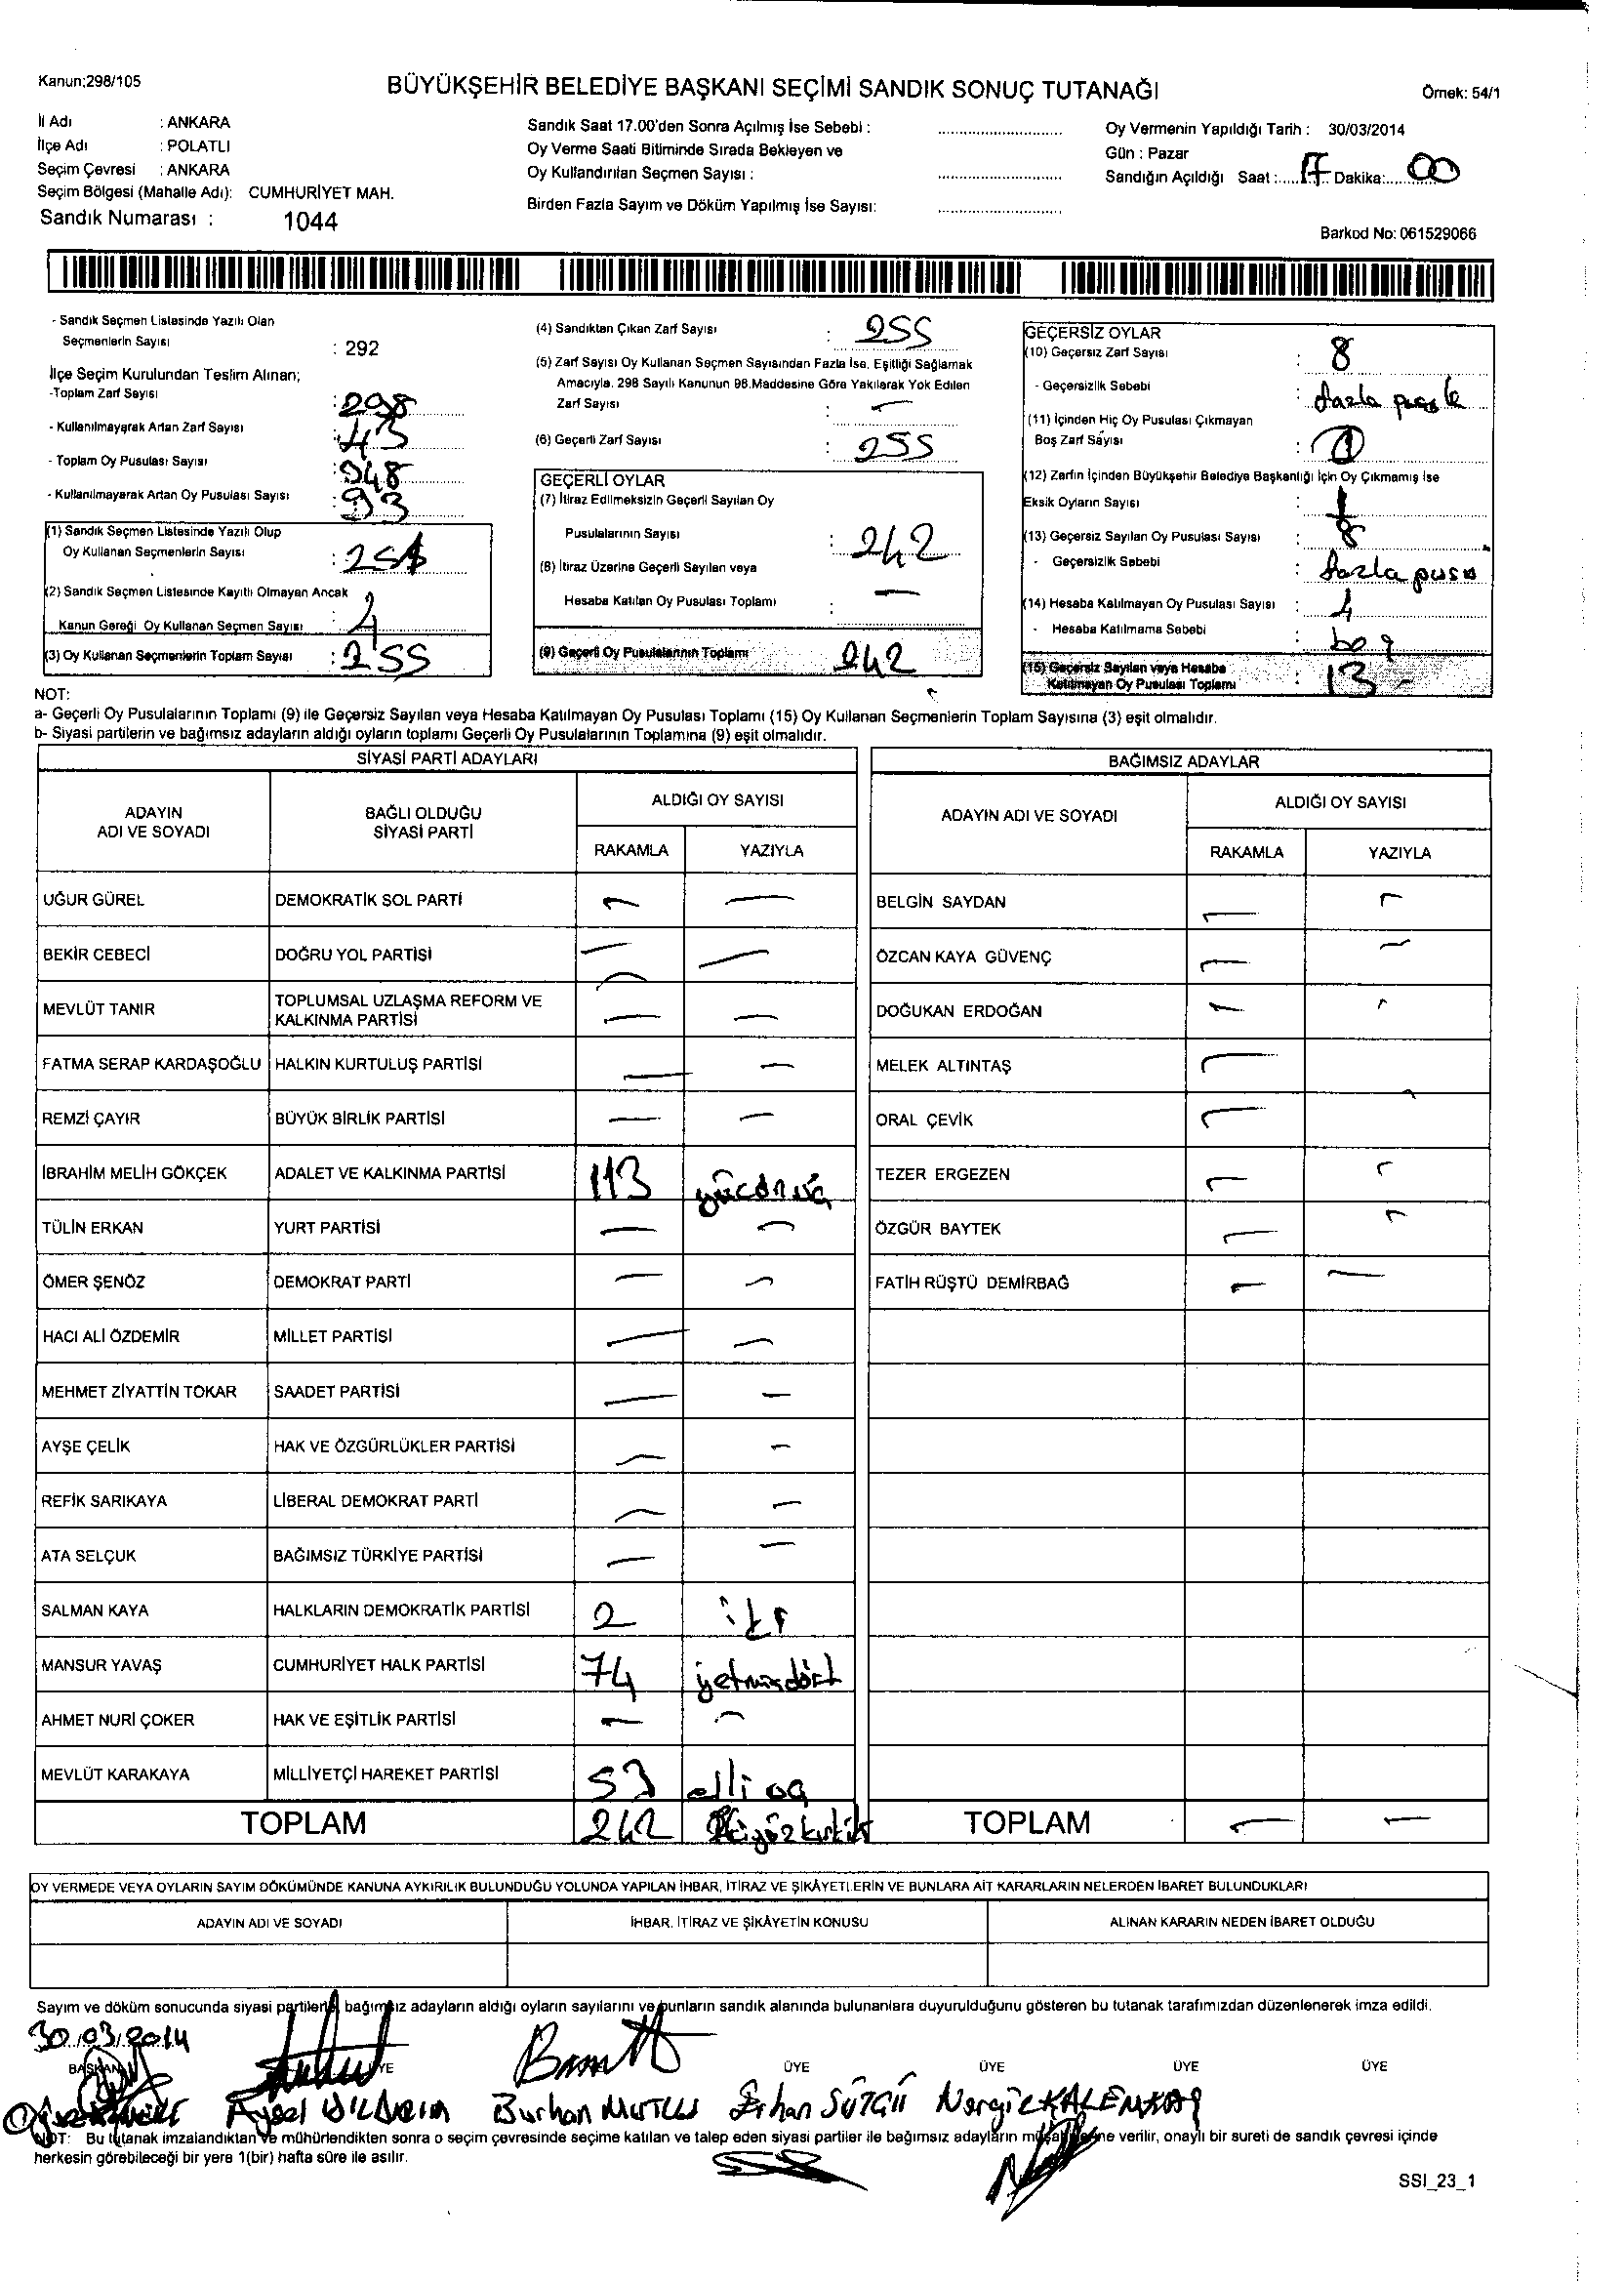 Kanun:298/105
BÜYÜKŞEHİR BELEDİYE BAŞKANI SEÇİMİ SANDIK SONUÇ TUTANAĞI
Örnek: 54/1
İl Adı : ANKARA
İlçe Adı : POLATLI
Seçim Çevresi : ANKARA
Seçim Bölgesi (Mahalle Adı): CUMHURİYET MAH.
Sandık Numarası : 1044
Sandık Saat 17.00'den Sonra Açılmış İse Sebebi :
Oy Verme Saati Bitiminde Sırada Bekleyen ve
Oy Kullandırılan Seçmen Sayısı :
Birden Fazla Sayım ve Döküm Yapılmış İse Sayısı:
Oy Vermenin Yapıldığı Tarih : 30/03/2014
Gün : Pazar
Sandığın Açıldığı Saat : 17 Dakika: 00
Barkod No: 061529066
- Sandık Seçmen Listesinde Yazılı Olan
Seçmenlerin Sayısı : 292
İlçe Seçim Kurulundan Teslim Alınan;
-Toplam Zarf Sayısı : 298
- Kullanılmayarak Artan Zarf Sayısı : 43
- Toplam Oy Pusulası Sayısı : 348
- Kullanılmayarak Artan Oy Pusulası Sayısı : 93
(1) Sandık Seçmen Listesinde Yazılı Olup
Oy Kullanan Seçmenlerin Sayısı :
(2) Sandık Seçmen Listesinde Kayıtlı Olmayan Ancak
Kanun Gereği Oy Kullanan Seçmen Sayısı :
(3) Oy Kullanan Seçmenlerin Toplam Sayısı : 255
(4) Sandıktan Çıkan Zarf Sayısı : 255
(5) Zarf Sayısı Oy Kullanan Seçmen Sayısından Fazla İse, Eşitliği Sağlamak
Amacıyla, 298 Sayılı Kanunun 98.Maddesine Göre Yakılarak Yok Edilen
Zarf Sayısı : -
(6) Geçerli Zarf Sayısı : 255
GEÇERLİ OYLAR
(7) İtiraz Edilmeksizin Geçerli Sayılan Oy
Pusulalarının Sayısı : 242
(8) İtiraz Üzerine Geçerli Sayılan veya
Hesaba Katılan Oy Pusulası Toplamı : -
(9) Geçerli Oy Pusulalarının Toplamı 242
GEÇERSİZ OYLAR
(10) Geçersiz Zarf Sayısı : 8
- Geçersizlik Sebebi : fazla
(11) İçinden Hiç Oy Pusulası Çıkmayan
Boş Zarf Sayısı :
(12) Zarfın İçinden Büyükşehir Belediye Başkanlığı İçin Oy Çıkmamış İse
Eksik Oyların Sayısı :
(13) Geçersiz Sayılan Oy Pusulası Sayısı : 8
- Geçersizlik Sebebi : fazla
(14) Hesaba Katılmayan Oy Pusulası Sayısı :
- Hesaba Katılmama Sebebi : boş
(15) Geçersiz Sayılan veya Hesaba
Katılmayan Oy Pusulası Toplamı : 13 -
NOT:
a- Geçerli Oy Pusulalarının Toplamı (9) ile Geçersiz Sayılan veya Hesaba Katılmayan Oy Pusulası Toplamı (15) Oy Kullanan Seçmenlerin Toplam Sayısına (3) eşit olmalıdır.
b- Siyasi partilerin ve bağımsız adayların aldığı oyların toplamı Geçerli Oy Pusulalarının Toplamına (9) eşit olmalıdır.
SİYASİ PARTİ ADAYLARI
ADAYIN ADI VE SOYADI
BAĞLI OLDUĞU SİYASİ PARTİ
ALDIĞI OY SAYISI
RAKAMLA YAZIYLA
UĞUR GÜREL DEMOKRATİK SOL PARTİ - -
BEKİR CEBECİ DOĞRU YOL PARTİSİ - -
MEVLÜT TANIR TOPLUMSAL UZLAŞMA REFORM VE
KALKINMA PARTİSİ - -
FATMA SERAP KARDAŞOĞLU HALKIN KURTULUŞ PARTİSİ - -
REMZİ ÇAYIR BÜYÜK BİRLİK PARTİSİ - -
İBRAHİM MELİH GÖKÇEK ADALET VE KALKINMA PARTİSİ 113
TÜLİN ERKAN YURT PARTİSİ - -
ÖMER ŞENÖZ DEMOKRAT PARTİ - -
HACI ALİ ÖZDEMİR MİLLET PARTİSİ - -
MEHMET ZİYATTİN TOKAR SAADET PARTİSİ - -
AYŞE ÇELİK HAK VE ÖZGÜRLÜKLER PARTİSİ - -
REFİK SARIKAYA LİBERAL DEMOKRAT PARTİ - -
ATA SELÇUK BAĞIMSIZ TÜRKİYE PARTİSİ - -
SALMAN KAYA HALKLARIN DEMOKRATİK PARTİSİ 2 iki
MANSUR YAVAŞ CUMHURİYET HALK PARTİSİ 74 yetmişdört
AHMET NURİ ÇOKER HAK VE EŞİTLİK PARTİSİ - -
MEVLÜT KARAKAYA MİLLİYETÇİ HAREKET PARTİSİ 53 elli üç
TOPLAM 242 ikiyüzkırkiki
BAĞIMSIZ ADAYLAR
ADAYIN ADI VE SOYADI
ALDIĞI OY SAYISI
RAKAMLA YAZIYLA
BELGİN SAYDAN - -
ÖZCAN KAYA GÜVENÇ - -
DOĞUKAN ERDOĞAN - -
MELEK ALTINTAŞ -
ORAL ÇEVİK - -
TEZER ERGEZEN - -
ÖZGÜR BAYTEK - -
FATİH RÜŞTÜ DEMİRBAĞ - -
TOPLAM - -
OY VERMEDE VEYA OYLARIN SAYIM DÖKÜMÜNDE KANUNA AYKIRILIK BULUNDUĞU YOLUNDA YAPILAN İHBAR, İTİRAZ VE ŞİKÂYETLERİN VE BUNLARA AİT KARARLARIN NELERDEN İBARET BULUNDUKLARI
ADAYIN ADI VE SOYADI İHBAR, İTİRAZ VE ŞİKÂYETİN KONUSU ALINAN KARARIN NEDEN İBARET OLDUĞU
Sayım ve döküm sonucunda siyasi partilerin, bağımsız adayların aldığı oyların sayılarını ve bunların sandık alanında bulunanlara duyurulduğunu gösteren bu tutanak tarafımızdan düzenlenerek imza edildi.
30.03.2014
BAŞKAN ÜYE ÜYE ÜYE ÜYE ÜYE
Aysel YILDIRIM Burhan MUTLU Erhan SÜTÇÜ
NOT: Bu tutanak imzalandıktan ve mühürlendikten sonra o seçim çevresinde seçime katılan ve talep eden siyasi partiler ile bağımsız adayların müşahitlerine verilir, onaylı bir sureti de sandık çevresi içinde
herkesin görebileceği bir yere 1(bir) hafta süre ile asılır.
SSI_23_1